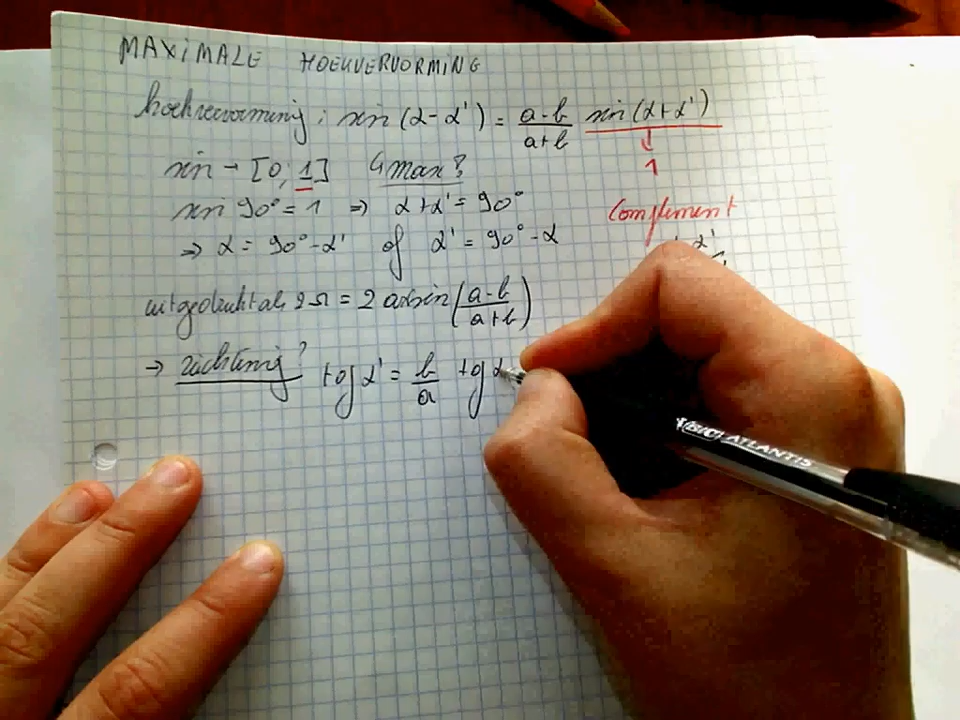 MAXIMALE HOEKVERVORMING
hoekvervorming : sin (α - α') = a-b/a+b sin (α+α')
↓
1
sin → [0, 1] ↳ max?
sin 90° = 1 ⇒ α+α' = 90°
Complement
⇒ α = 90° - α' of α' = 90° - α
α'
uitgedrukt als 2Ω = 2 arcsin (a-b/a+b)
⇒ richting? tg α' = b/a tg α
BIC ATLANTIS